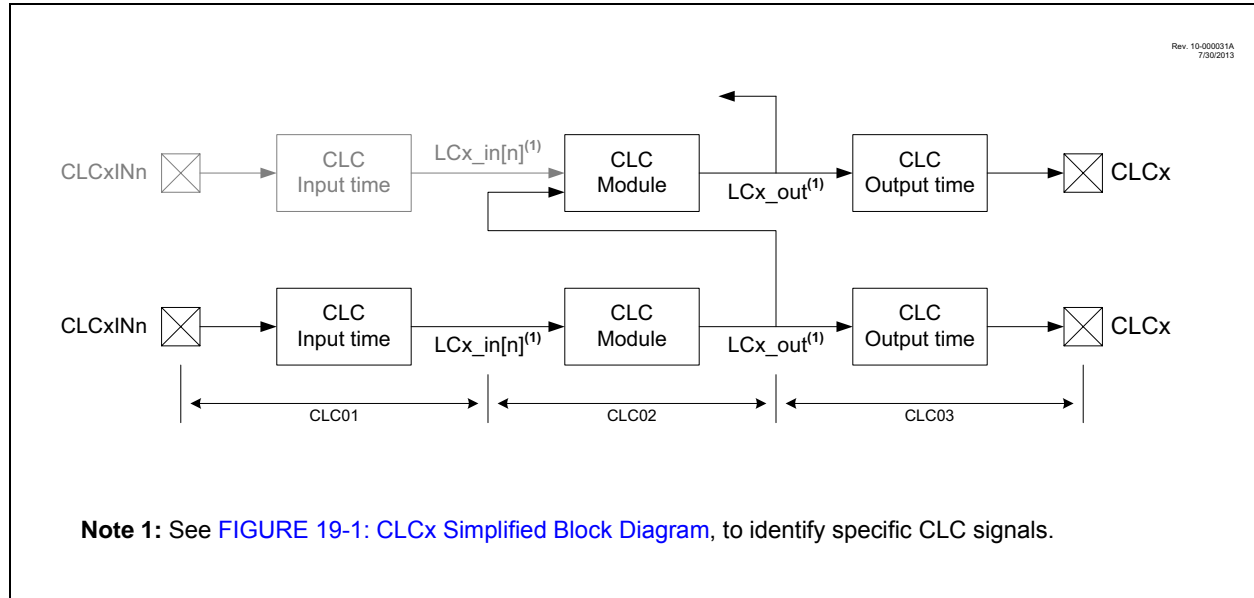 Rev. 10-000031A
7/30/2013
CLCxINn
CLC
Input time
LCx_in[n](1)
CLC
Module
LCx_out(1)
CLC
Output time
CLCx
CLCxINn
CLC
Input time
LCx_in[n](1)
CLC
Module
LCx_out(1)
CLC
Output time
CLCx
CLC01
CLC02
CLC03
Note 1: See FIGURE 19-1: CLCx Simplified Block Diagram, to identify specific CLC signals.